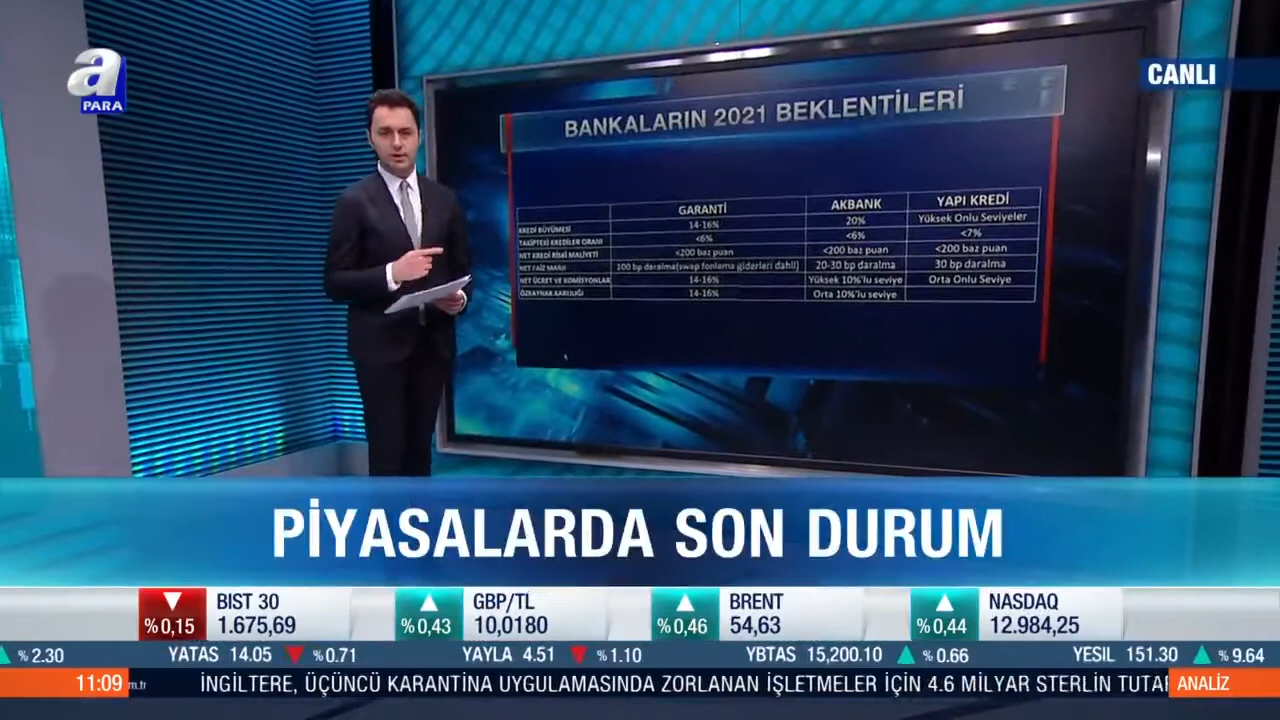 a
PARA
CANLI
BANKALARIN 2021 BEKLENTİLERİ
GARANTİ AKBANK YAPI KREDİ
KREDİ BÜYÜMESİ 14-16% 20% Yüksek Onlu Seviyeler
TAKİPTEKİ KREDİLER ORANI <6% <6% <7%
NET KREDİ RİSKİ MALİYETİ <200 baz puan <200 baz puan <200 baz puan
NET FAİZ MARJI 100 bp daralma(swap fonlama giderleri dahil) 20-30 bp daralma 30 bp daralma
NET ÜCRET VE KOMİSYONLAR 14-16% Yüksek 10%'lu seviye Orta Onlu Seviye
ÖZKAYNAK KARLILIĞI 14-16% Orta 10%'lu seviye
PİYASALARDA SON DURUM
%0,15 BIST 30 1.675,69
%0,43 GBP/TL 10,0180
%0,46 BRENT 54,63
%0,44 NASDAQ 12.984,25
% 2.30 YATAS 14.05 %0.71 YAYLA 4.51 % 1.10 YBTAS 15,200.10 % 0.66 YESIL 151.30 % 9.64
11:09 m.tr İNGİLTERE, ÜÇÜNCÜ KARANTİNA UYGULAMASINDA ZORLANAN İŞLETMELER İÇİN 4.6 MİLYAR STERLİN TUTAR ANALİZ